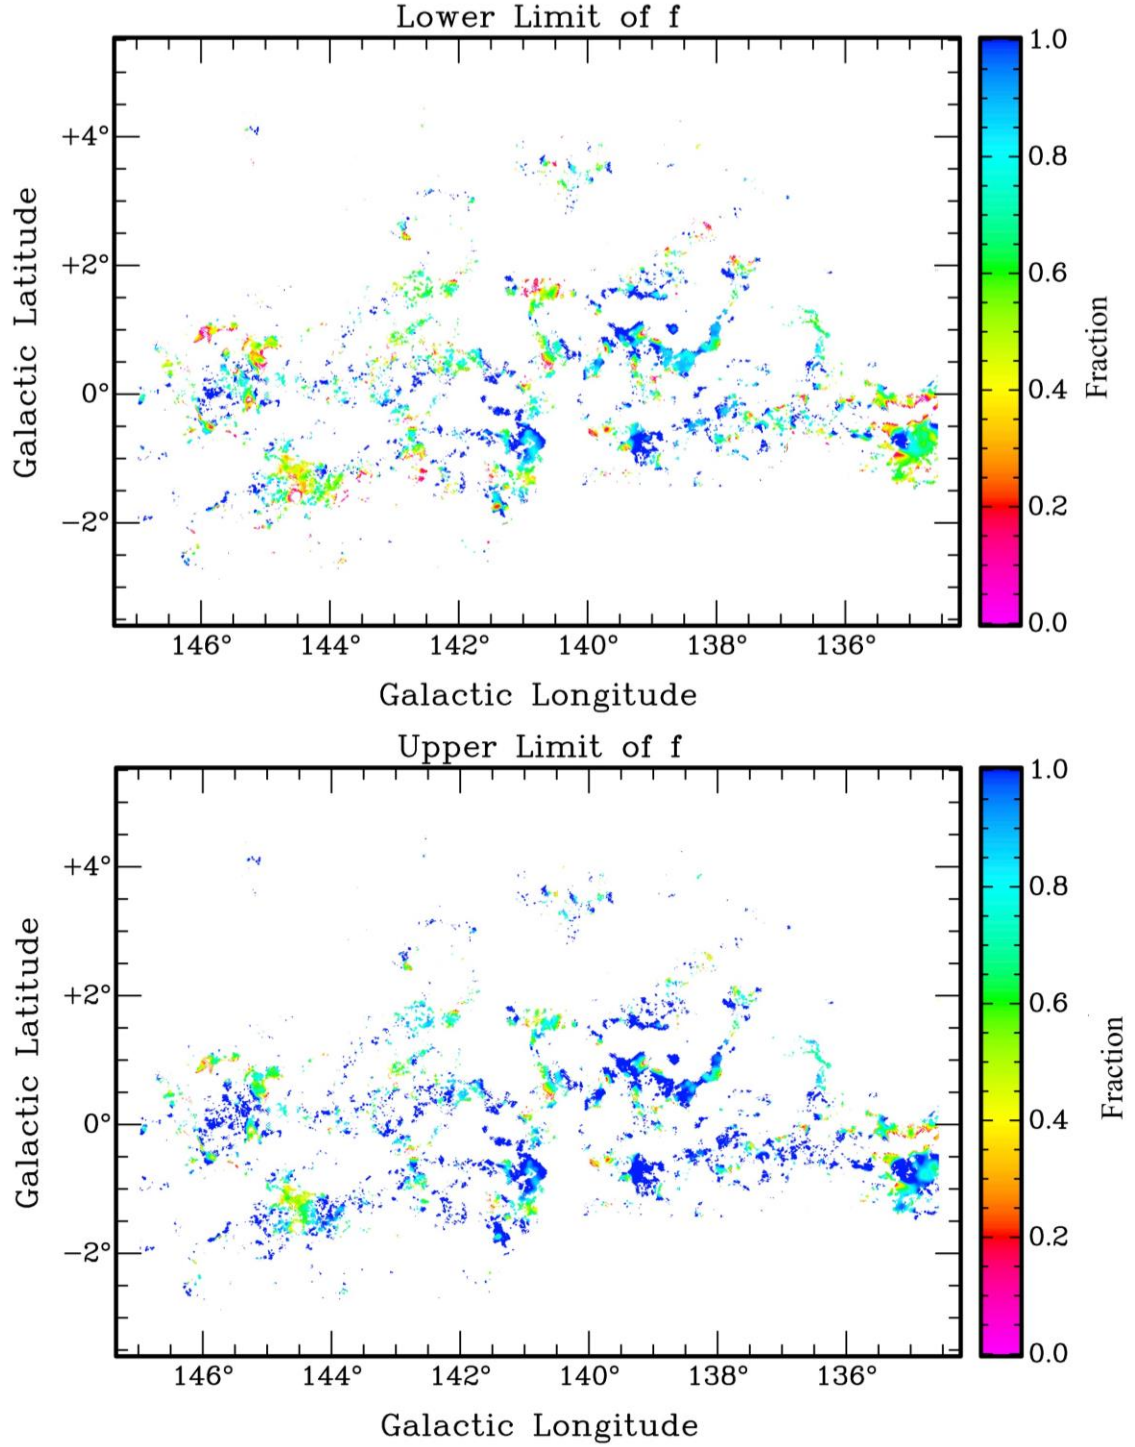 Lower Limit of f
Galactic Latitude
+4°
+2°
0°
−2°
146° 144° 142° 140° 138° 136°
Galactic Longitude
1.0
0.8
0.6
0.4
0.2
0.0
Fraction
Upper Limit of f
Galactic Latitude
+4°
+2°
0°
−2°
146° 144° 142° 140° 138° 136°
Galactic Longitude
1.0
0.8
0.6
0.4
0.2
0.0
Fraction